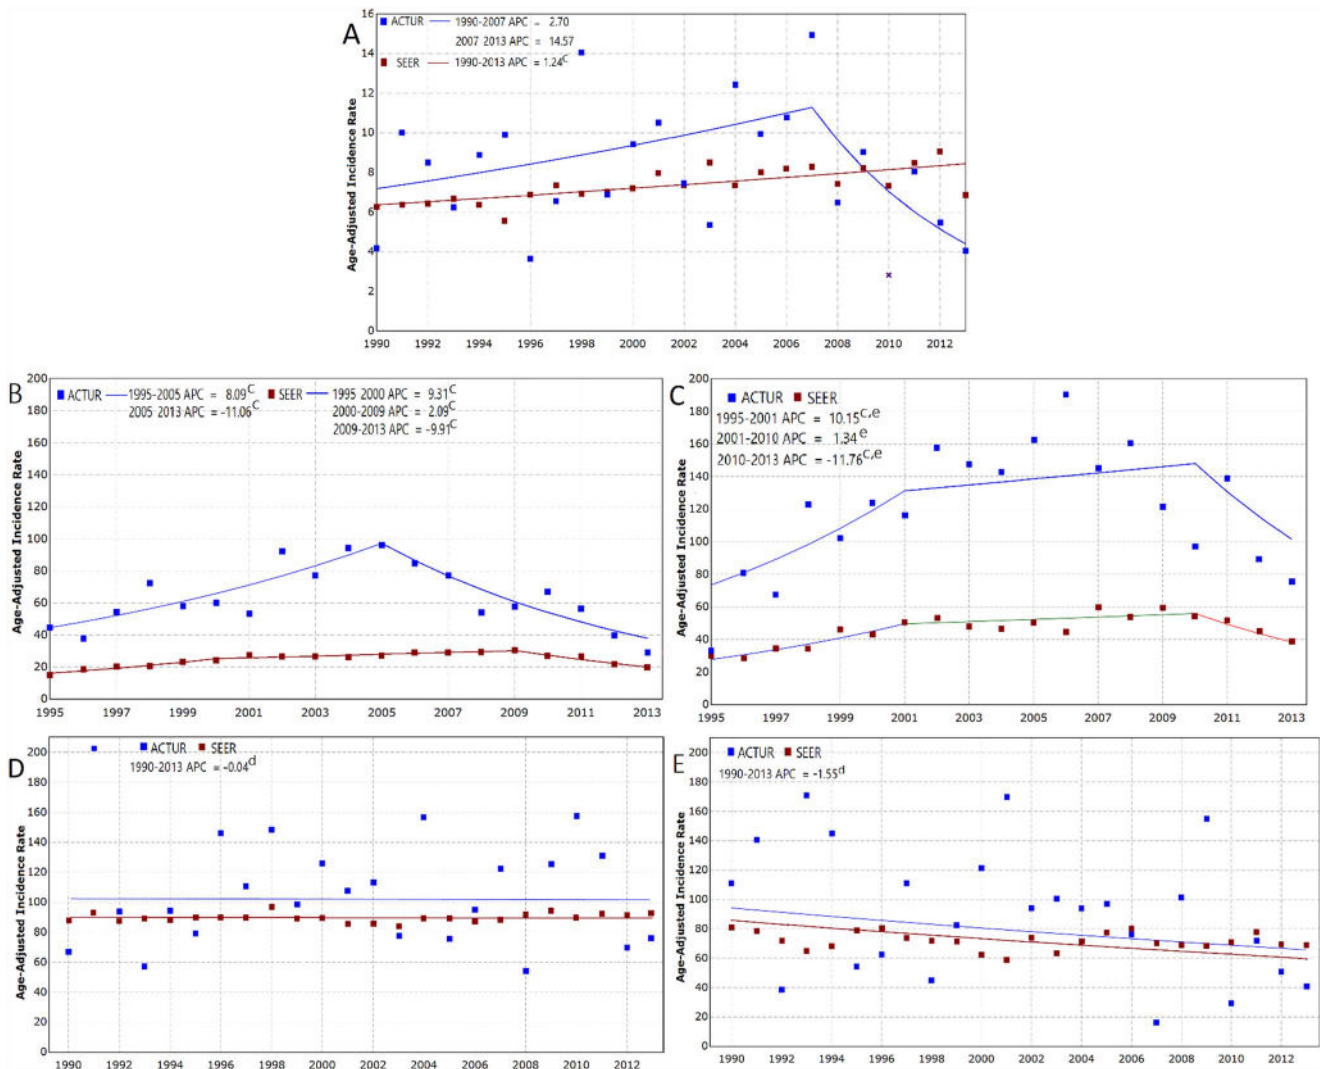 A
ACTUR 1990-2007 APC = 2.70
2007 2013 APC = 14.57
SEER 1990-2013 APC = 1.24c
Age-Adjusted Incidence Rate
16
14
12
10
8
6
4
2
0
1990 1992 1994 1996 1998 2000 2002 2004 2006 2008 2010 2012
B
ACTUR 1995-2005 APC = 8.09c SEER 1995 2000 APC = 9.31c
2005 2013 APC = -11.06c 2000-2009 APC = 2.09c
2009-2013 APC = -9.91c
Age-Adjusted Incidence Rate
200
180
160
140
120
100
80
60
40
20
0
1995 1997 1999 2001 2003 2005 2007 2009 2011 2013
C
ACTUR SEER
1995-2001 APC = 10.15c,e
2001-2010 APC = 1.34e
2010-2013 APC = -11.76c,e
Age-Adjusted Incidence Rate
200
180
160
140
120
100
80
60
40
20
0
1995 1997 1999 2001 2003 2005 2007 2009 2011 2013
D
ACTUR SEER
1990-2013 APC = -0.04d
Age-Adjusted Incidence Rate
200
180
160
140
120
100
80
60
40
20
0
1990 1992 1994 1996 1998 2000 2002 2004 2006 2008 2010 2012
E
ACTUR SEER
1990-2013 APC = -1.55d
Age-Adjusted Incidence Rate
200
180
160
140
120
100
80
60
40
20
0
1990 1992 1994 1996 1998 2000 2002 2004 2006 2008 2010 2012